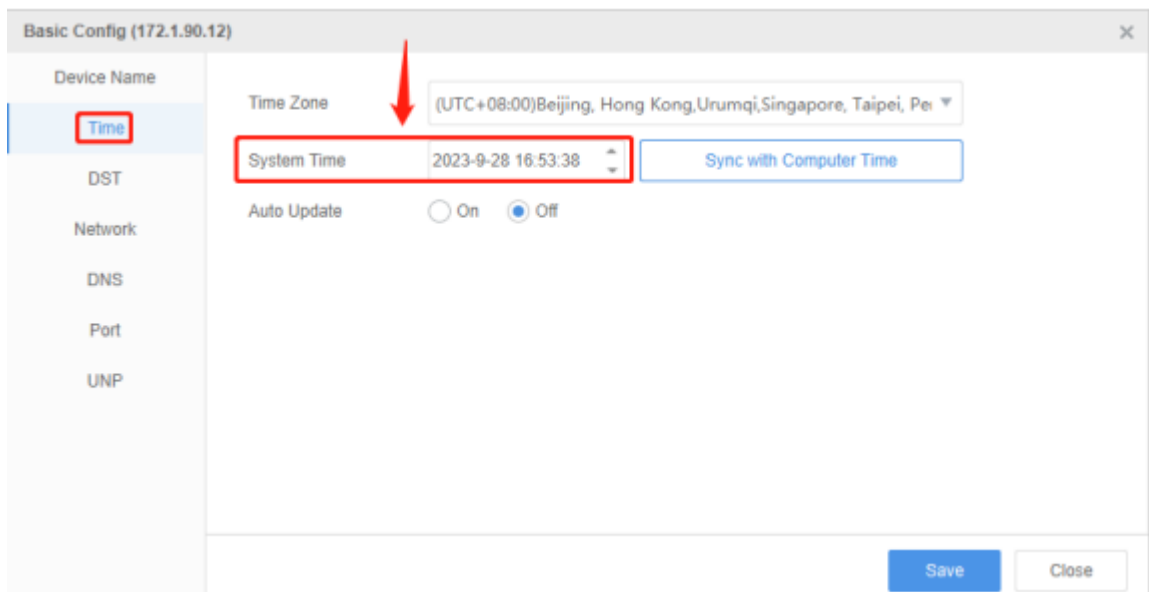 Basic Config (172.1.90.12)
Device Name
Time
DST
Network
DNS
Port
UNP
Time Zone (UTC+08:00)Beijing, Hong Kong,Urumqi,Singapore, Taipei, Per
System Time 2023-9-28 16:53:38 Sync with Computer Time
Auto Update On Off
Save Close